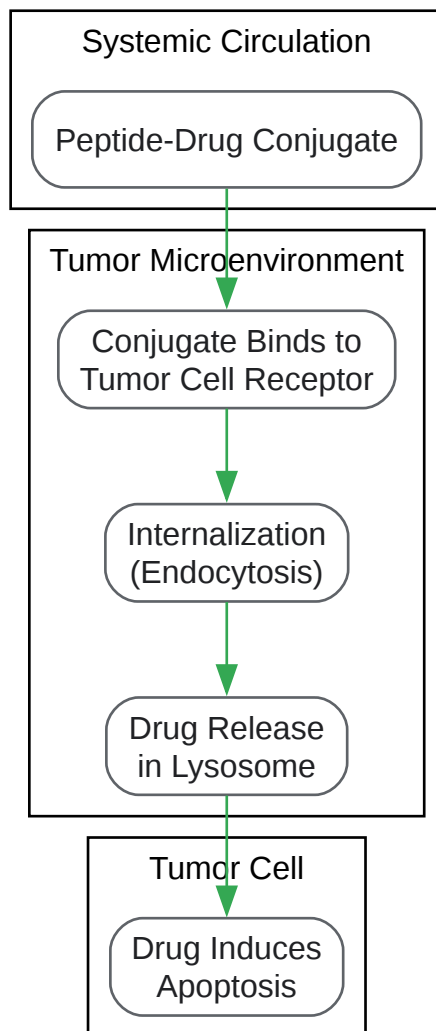 Systemic Circulation
Peptide-Drug Conjugate
Tumor Microenvironment
Conjugate Binds to
Tumor Cell Receptor
Internalization
(Endocytosis)
Drug Release
in Lysosome
Tumor Cell
Drug Induces
Apoptosis